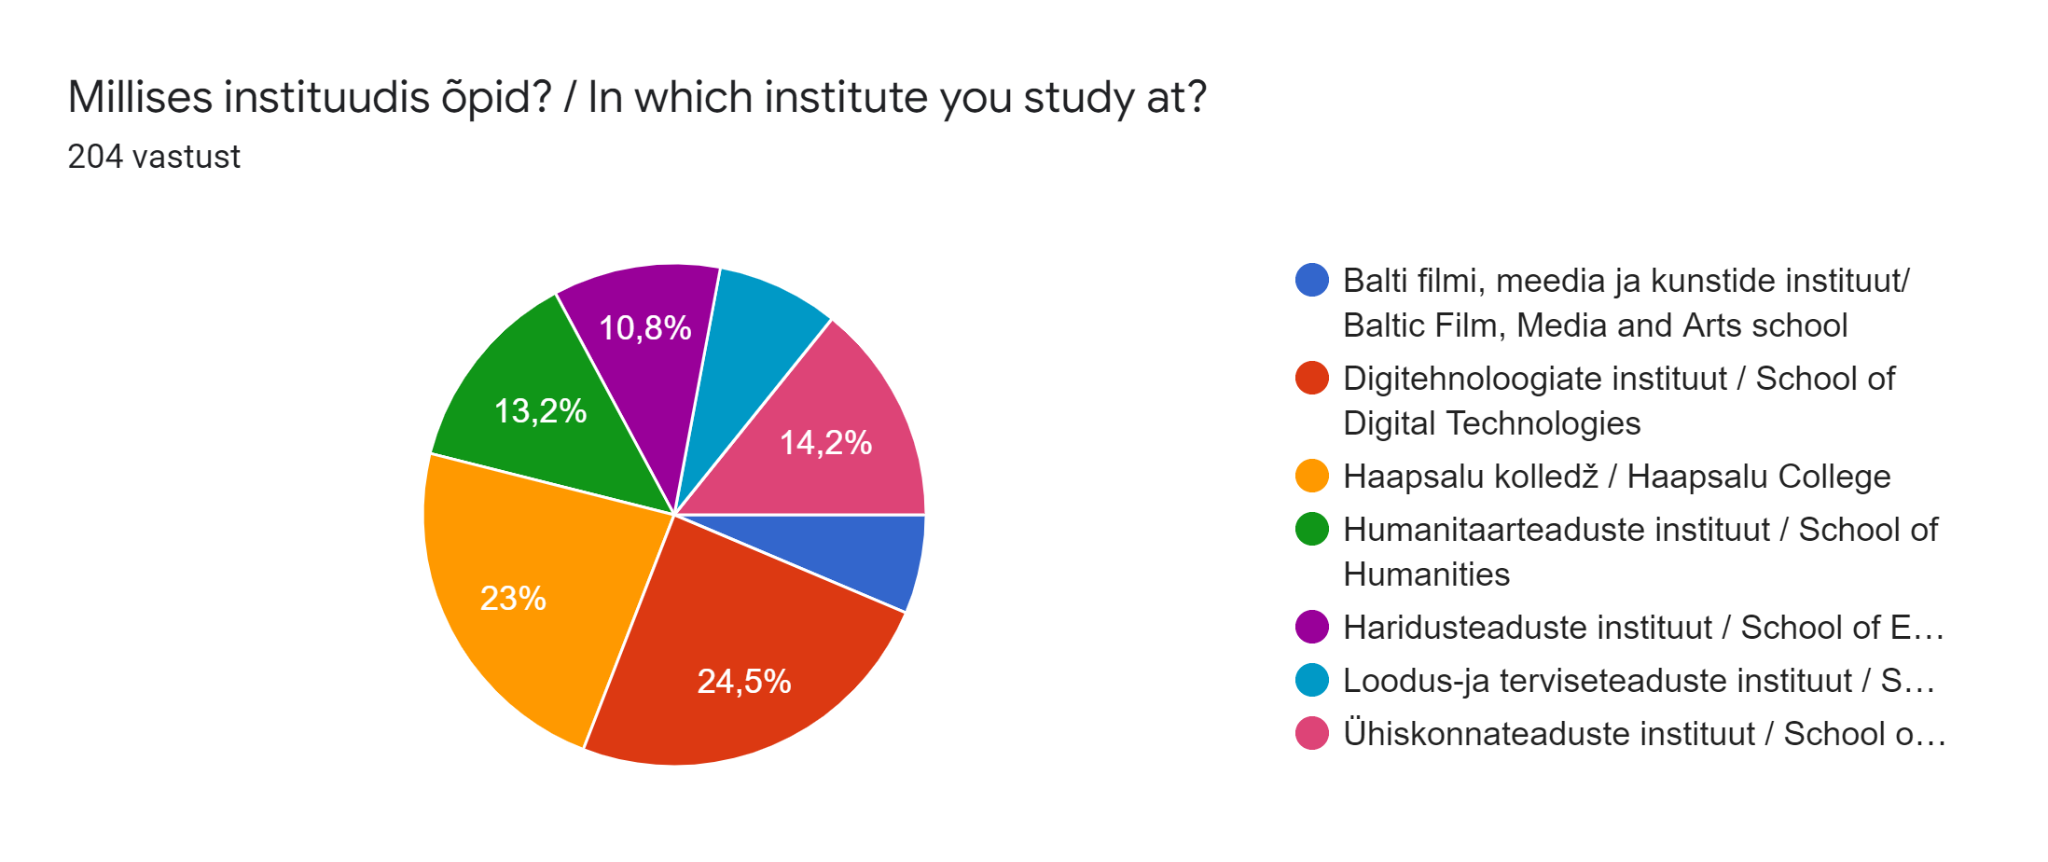 Millises instituudis õpid? / In which institute you study at?
204 vastust
10,8%
13,2%
14,2%
23%
24,5%
Balti filmi, meedia ja kunstide instituut/
Baltic Film, Media and Arts school
Digitehnoloogiate instituut / School of
Digital Technologies
Haapsalu kolledž / Haapsalu College
Humanitaarteaduste instituut / School of
Humanities
Haridusteaduste instituut / School of E…
Loodus-ja terviseteaduste instituut / S…
Ühiskonnateaduste instituut / School o…